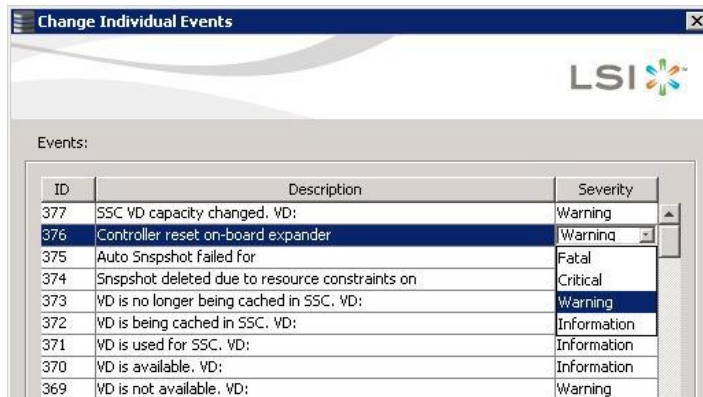 Change Individual Events
LSI
Events:
ID Description Severity
377 SSC VD capacity changed. VD: Warning
376 Controller reset on-board expander Warning
375 Auto Snspshot failed for Fatal
374 Snspshot deleted due to resource constraints on Critical
373 VD is no longer being cached in SSC. VD: Warning
372 VD is being cached in SSC. VD: Information
371 VD is used for SSC. VD: Information
370 VD is available. VD: Information
369 VD is not available. VD: Warning